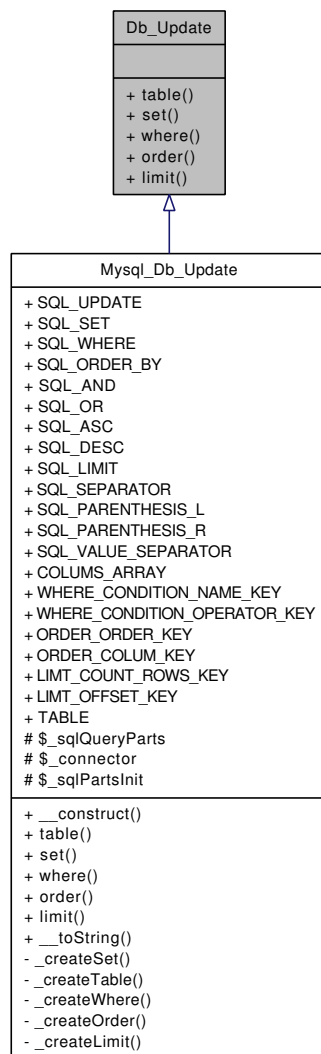 Db_Update
+ table()
+ set()
+ where()
+ order()
+ limit()
Mysql_Db_Update
+ SQL_UPDATE
+ SQL_SET
+ SQL_WHERE
+ SQL_ORDER_BY
+ SQL_AND
+ SQL_OR
+ SQL_ASC
+ SQL_DESC
+ SQL_LIMIT
+ SQL_SEPARATOR
+ SQL_PARENTHESIS_L
+ SQL_PARENTHESIS_R
+ SQL_VALUE_SEPARATOR
+ COLUMS_ARRAY
+ WHERE_CONDITION_NAME_KEY
+ WHERE_CONDITION_OPERATOR_KEY
+ ORDER_ORDER_KEY
+ ORDER_COLUM_KEY
+ LIMT_COUNT_ROWS_KEY
+ LIMT_OFFSET_KEY
+ TABLE
# $_sqlQueryParts
# $_connector
# $_sqlPartsInit
+ __construct()
+ table()
+ set()
+ where()
+ order()
+ limit()
+ __toString()
- _createSet()
- _createTable()
- _createWhere()
- _createOrder()
- _createLimit()